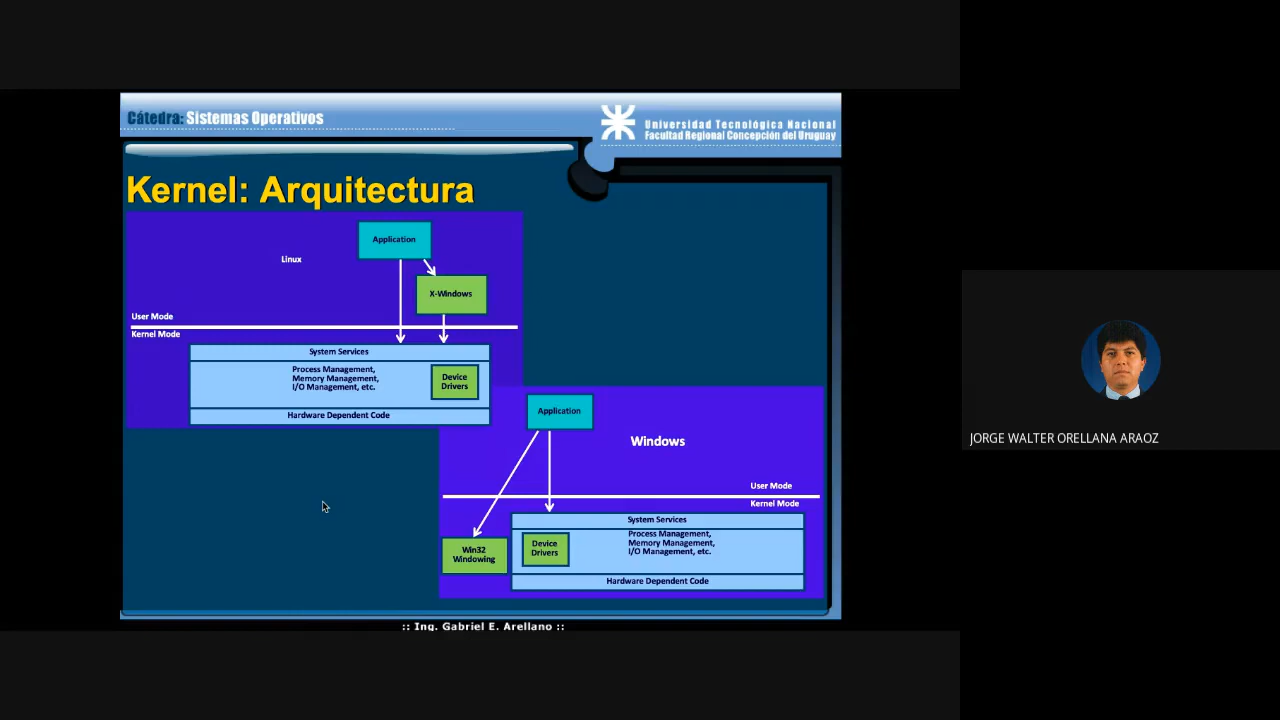 Cátedra: Sistemas Operativos
Universidad Tecnológica Nacional
Facultad Regional Concepción del Uruguay
Kernel: Arquitectura
Application
Linux
X-Windows
User Mode
Kernel Mode
System Services
Process Management,
Memory Management,
I/O Management, etc.
Device
Drivers
Hardware Dependent Code
Application
Windows
User Mode
Kernel Mode
System Services
Process Management,
Memory Management,
I/O Management, etc.
Device
Drivers
Win32
Windowing
Hardware Dependent Code
:: Ing. Gabriel E. Arellano ::
JORGE WALTER ORELLANA ARAOZ